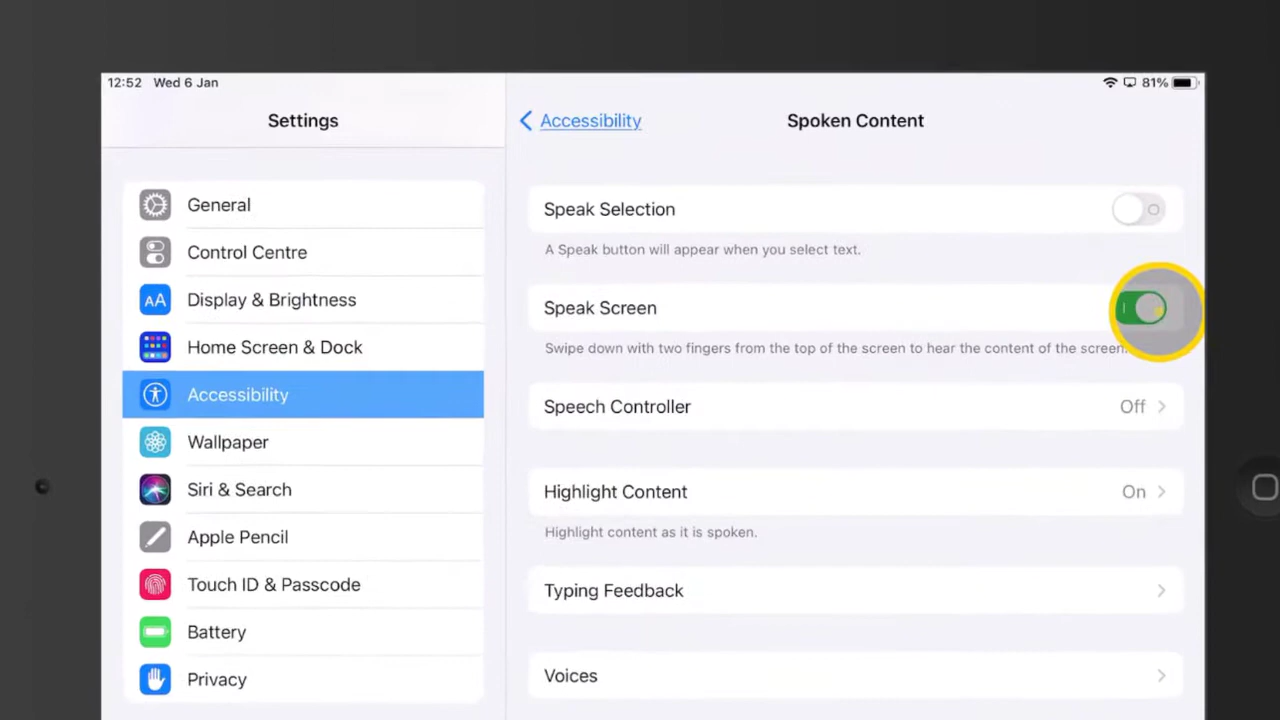 12:52 Wed 6 Jan
81%
Settings
General
Control Centre
Display & Brightness
Home Screen & Dock
Accessibility
Wallpaper
Siri & Search
Apple Pencil
Touch ID & Passcode
Battery
Privacy
Accessibility
Spoken Content
Speak Selection
A Speak button will appear when you select text.
Speak Screen
Swipe down with two fingers from the top of the screen to hear the content of the screen.
Speech Controller Off
Highlight Content On
Highlight content as it is spoken.
Typing Feedback
Voices